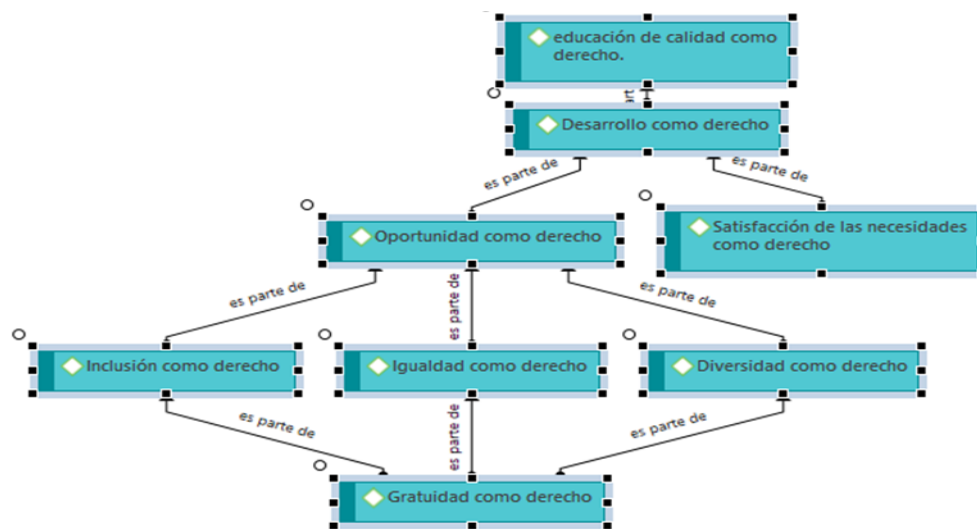 educación de calidad como
derecho.
Desarrollo como derecho
es parte de
es parte de
Oportunidad como derecho
Satisfacción de las necesidades
como derecho
es parte de
es parte de
es parte de
Inclusión como derecho
Igualdad como derecho
Diversidad como derecho
es parte de
es parte de
es parte de
Gratuidad como derecho